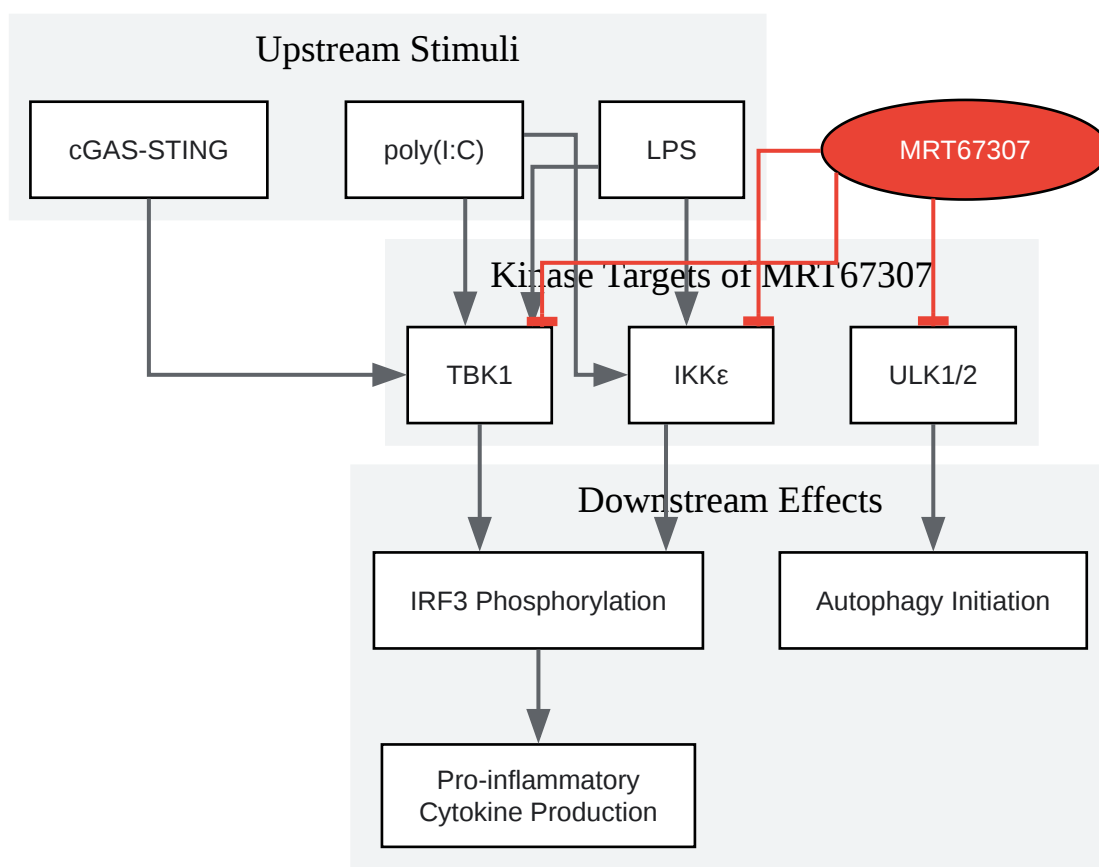 Upstream Stimuli
cGAS-STING
poly(I:C)
LPS
MRT67307
Kinase Targets of MRT67307
TBK1
IKKε
ULK1/2
Downstream Effects
IRF3 Phosphorylation
Autophagy Initiation
Pro-inflammatory
Cytokine Production